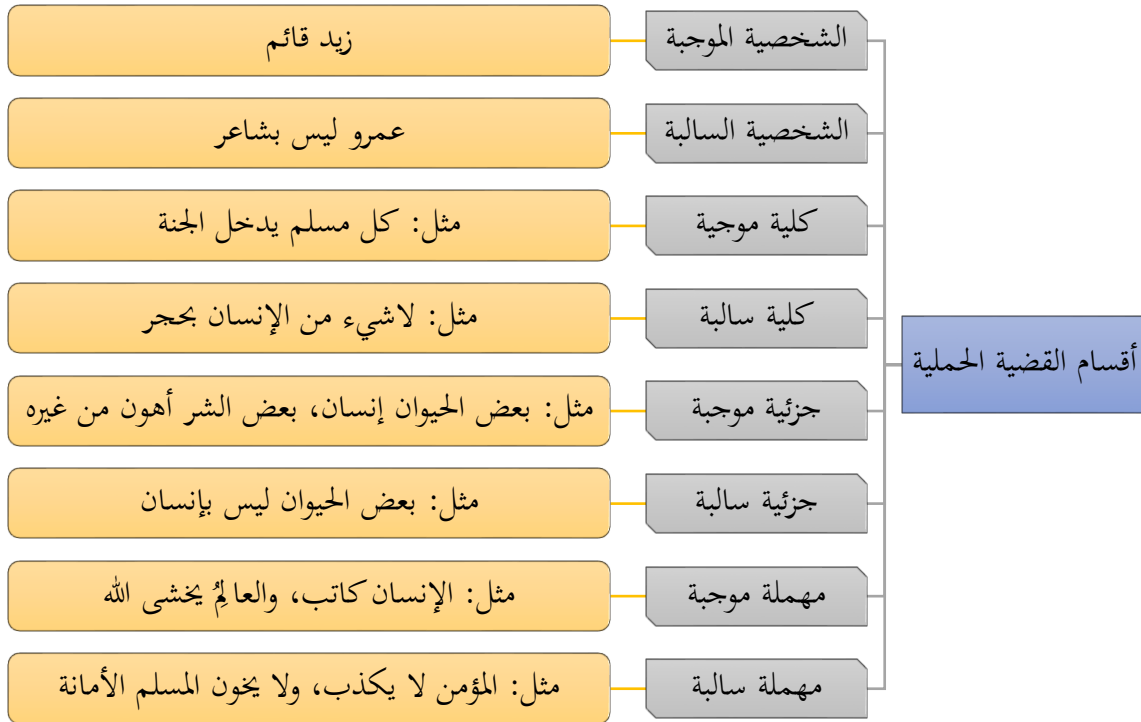 أقسام القضية الحملية
الشخصية الموجبة
زيد قائم
الشخصية السالبة
عمرو ليس بشاعر
كلية موجية
مثل: كل مسلم يدخل الجنة
كلية سالبة
مثل: لاشيء من الإنسان بحجر
جزئية موجبة
مثل: بعض الحيوان إنسان، بعض الشر أهون من غيره
جزئية سالبة
مثل: بعض الحيوان ليس بإنسان
مهملة موجبة
مثل: الإنسان كاتب، والعالِمُ يخشى الله
مهملة سالبة
مثل: المؤمن لا يكذب، ولا يخون المسلم الأمانة